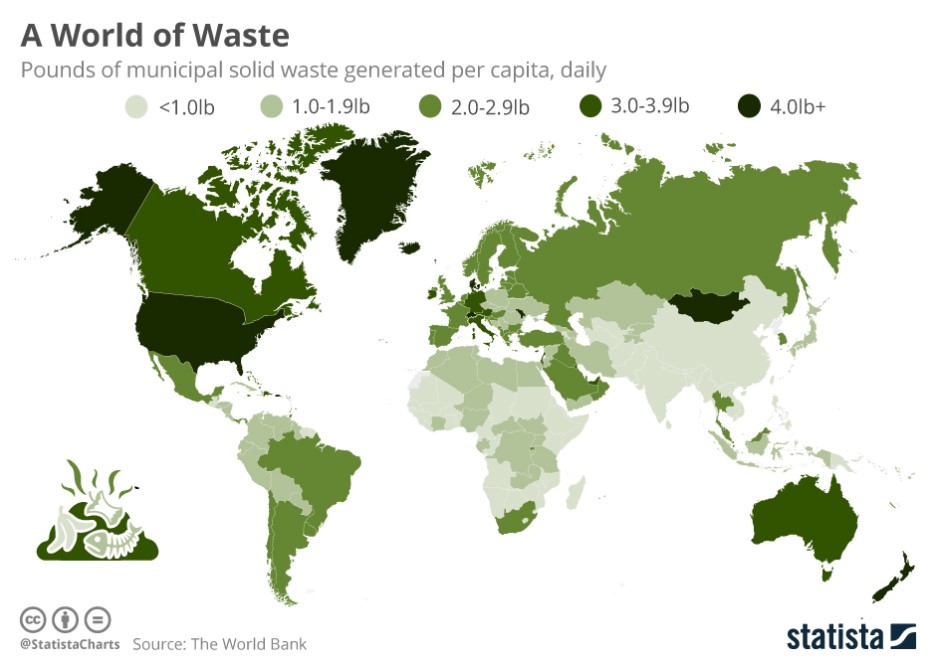 A World of Waste
Pounds of municipal solid waste generated per capita, daily
<1.0lb 1.0-1.9lb 2.0-2.9lb 3.0-3.9lb 4.0lb+
cc
@StatistaCharts Source: The World Bank
statista